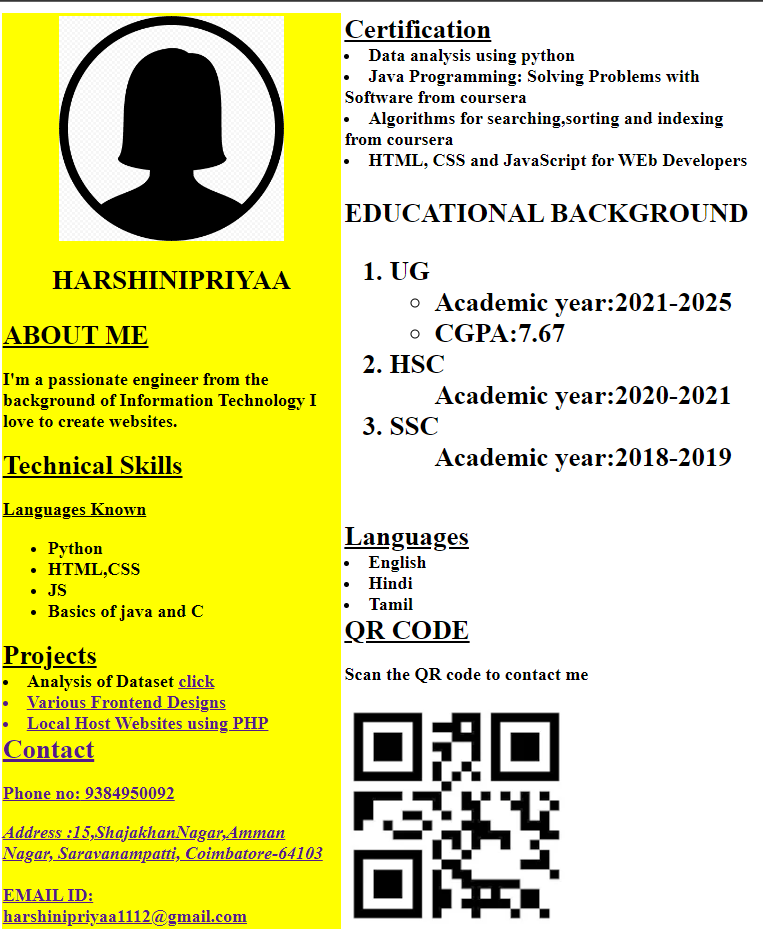 HARSHINIPRIYAA
ABOUT ME
I'm a passionate engineer from the
background of Information Technology I
love to create websites.
Technical Skills
Languages Known
• Python
• HTML,CSS
• JS
• Basics of java and C
Projects
• Analysis of Dataset click
• Various Frontend Designs
• Local Host Websites using PHP
Contact
Phone no: 9384950092
Address :15,ShajakhanNagar,Amman
Nagar, Saravanampatti, Coimbatore-64103
EMAIL ID:
harshinipriyaa1112@gmail.com
Certification
• Data analysis using python
• Java Programming: Solving Problems with
Software from coursera
• Algorithms for searching,sorting and indexing
from coursera
• HTML, CSS and JavaScript for WEb Developers
EDUCATIONAL BACKGROUND
1. UG
○ Academic year:2021-2025
○ CGPA:7.67
2. HSC
Academic year:2020-2021
3. SSC
Academic year:2018-2019
Languages
• English
• Hindi
• Tamil
QR CODE
Scan the QR code to contact me